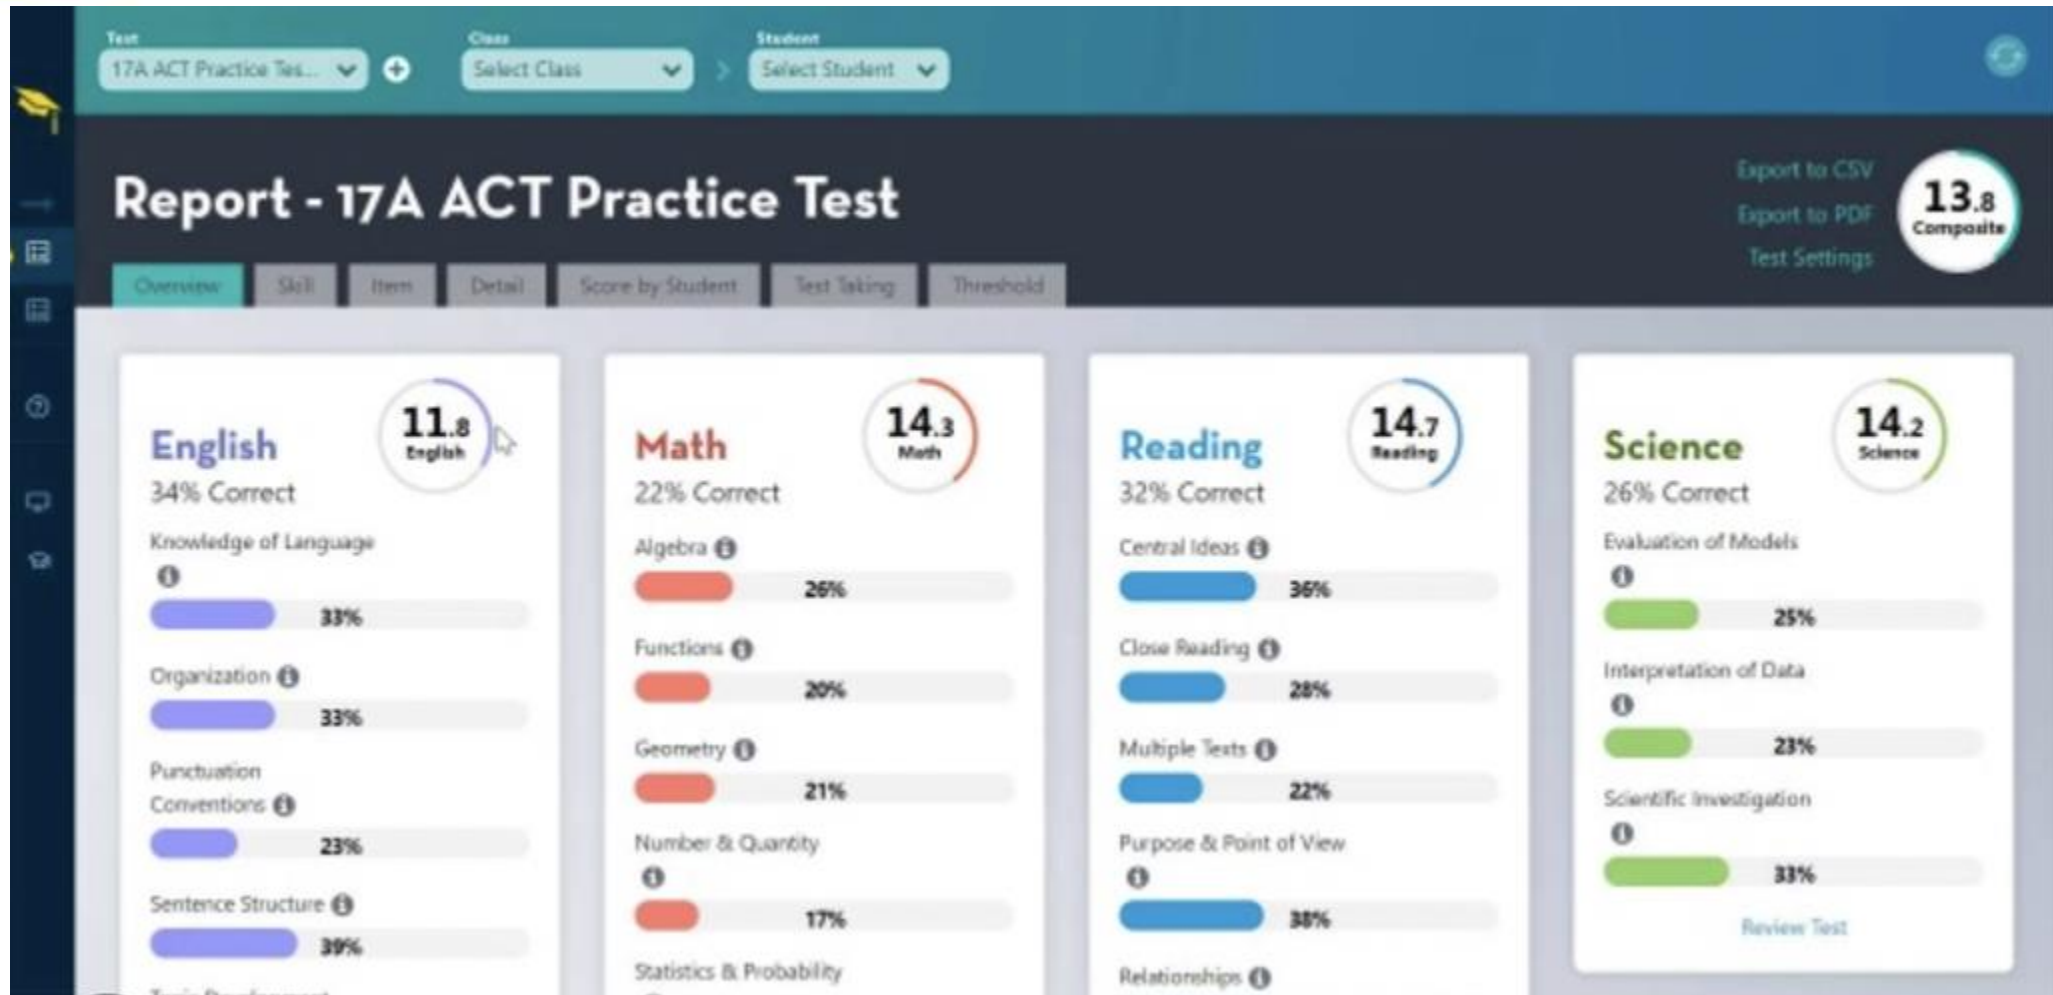 Test
Class
Student
17A ACT Practice Tes...
Select Class
Select Student
Report - 17A ACT Practice Test
Export to CSV
Export to PDF
Test Settings
13.8
Composite
Overview
Skill
Item
Detail
Score by Student
Test Taking
Threshold
English
34% Correct
11.8
English
Knowledge of Language
33%
Organization
33%
Punctuation
Conventions
23%
Sentence Structure
39%
Math
22% Correct
14.3
Math
Algebra
26%
Functions
20%
Geometry
21%
Number & Quantity
17%
Statistics & Probability
Reading
32% Correct
14.7
Reading
Central Ideas
36%
Close Reading
28%
Multiple Texts
22%
Purpose & Point of View
38%
Relationships
Science
26% Correct
14.2
Science
Evaluation of Models
25%
Interpretation of Data
23%
Scientific Investigation
33%
Review Test